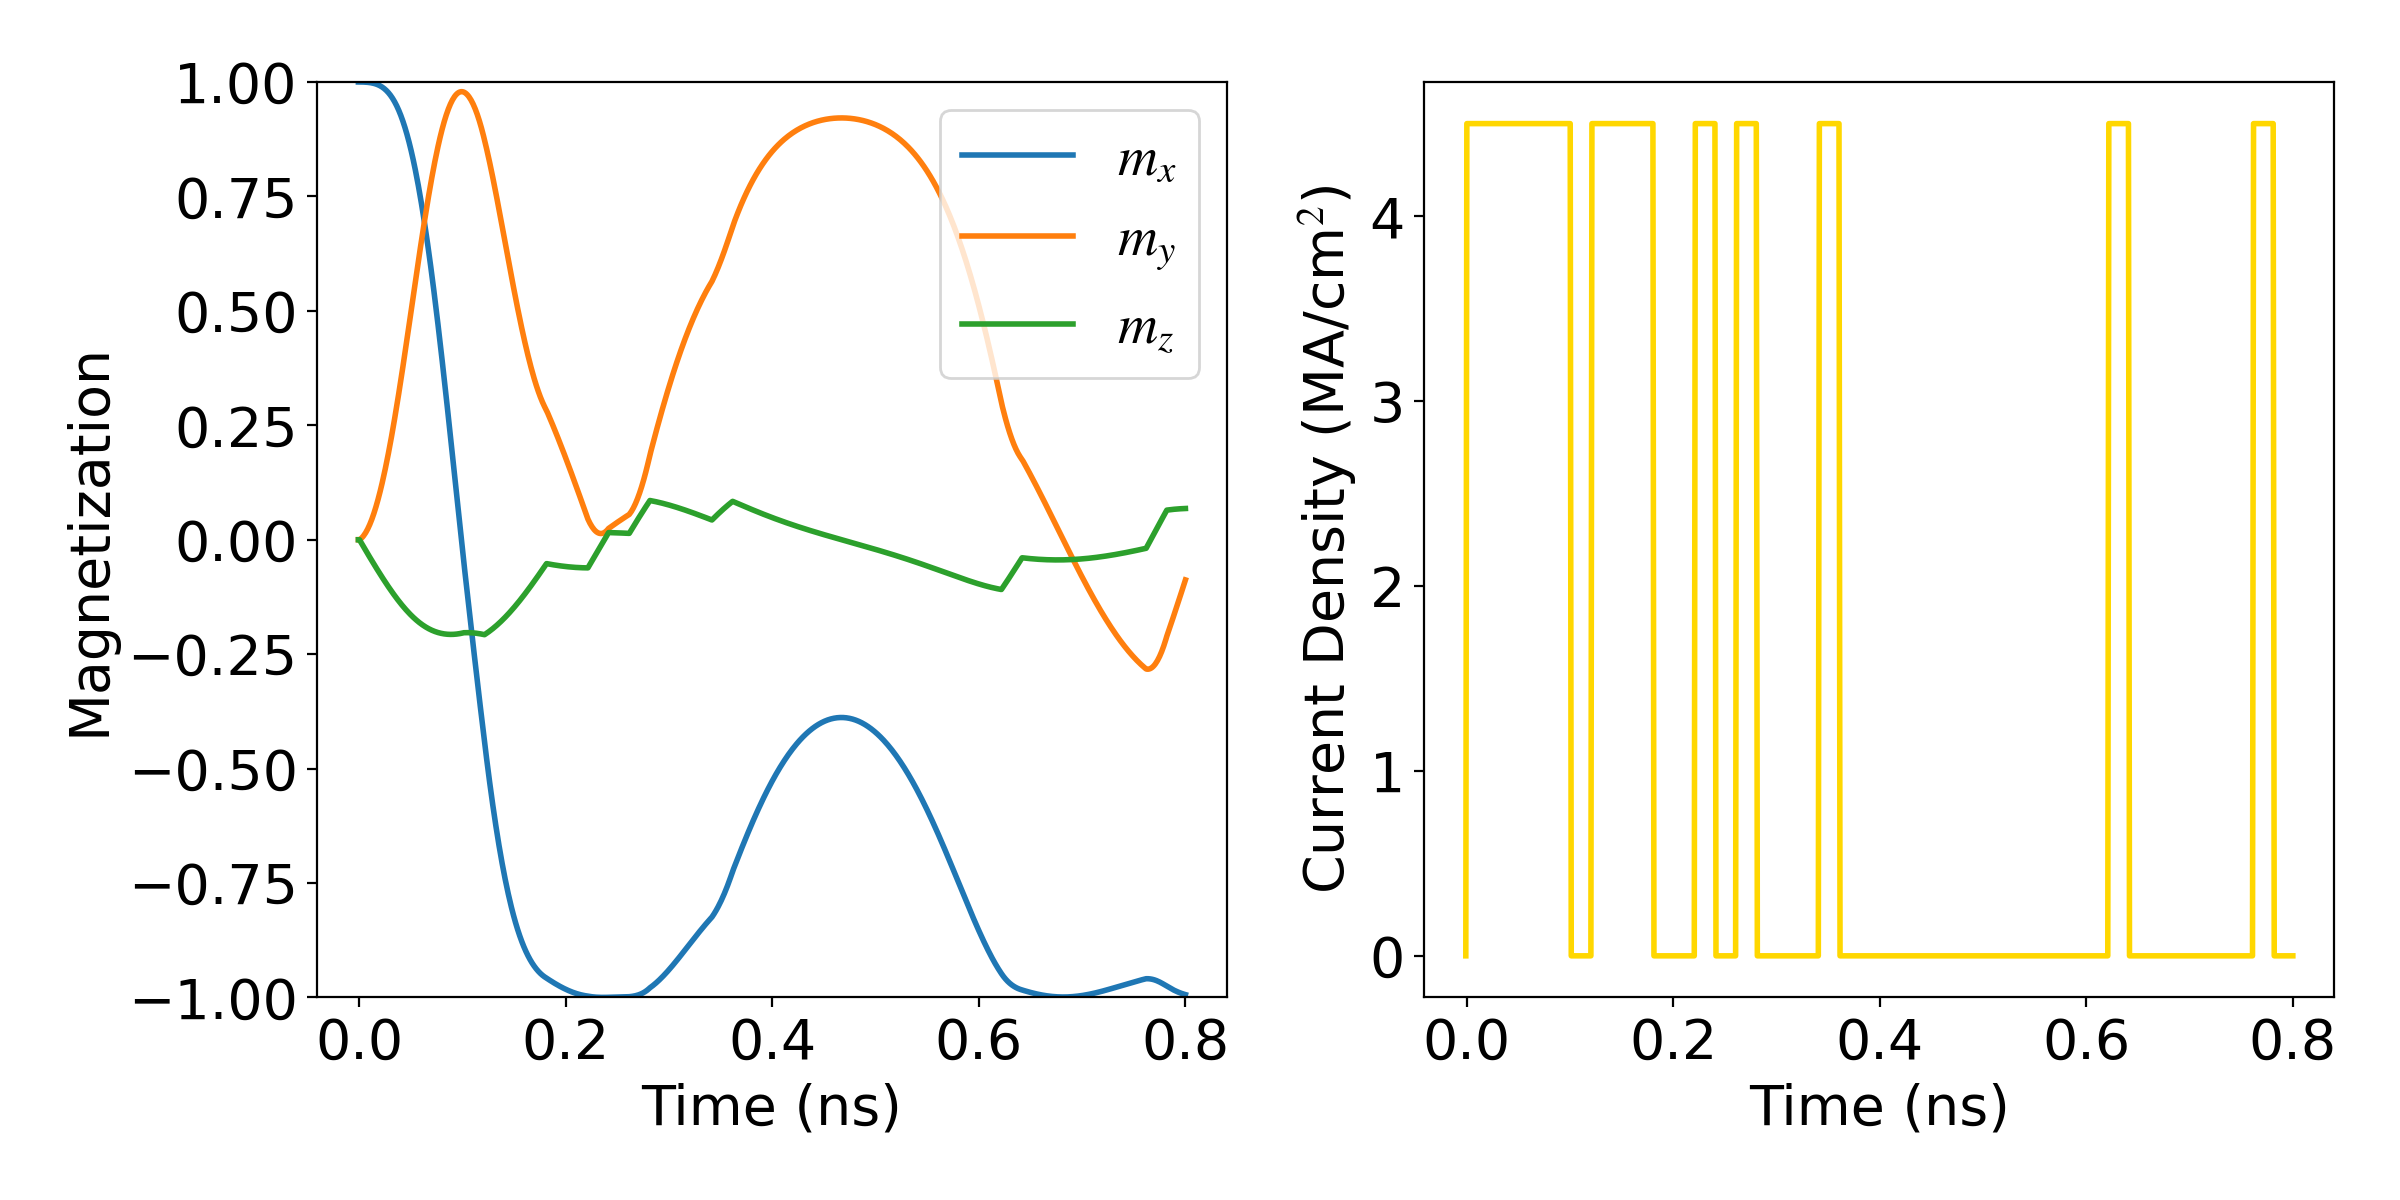 1.00
0.75
0.50
0.25
0.00
−0.25
−0.50
−0.75
−1.00
Magnetization
0.0 0.2 0.4 0.6 0.8
Time (ns)
m_x
m_y
m_z
4
3
2
1
0
Current Density (MA/cm²)
0.0 0.2 0.4 0.6 0.8
Time (ns)